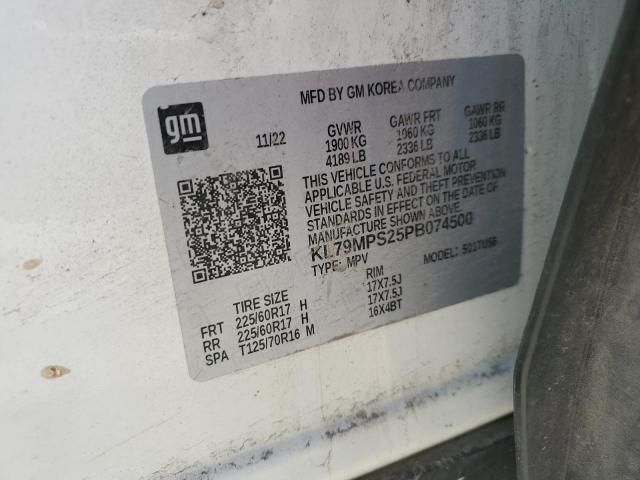 MFD BY GM KOREA COMPANY
gm
11/22
GVWR GAWR FRT GAWR RR
1900 KG 1060 KG 1060 KG
4189 LB 2336 LB 2336 LB
THIS VEHICLE CONFORMS TO ALL
APPLICABLE U.S. FEDERAL MOTOR
VEHICLE SAFETY AND THEFT PREVENTION
STANDARDS IN EFFECT ON THE DATE OF
MANUFACTURE SHOWN ABOVE.
KL79MPS25PB074500
TYPE: MPV MODEL:
TIRE SIZE RIM
FRT 225/60R17 H 17X7.5J
RR 225/60R17 H 17X7.5J
SPA T125/70R16 M 16X4BT